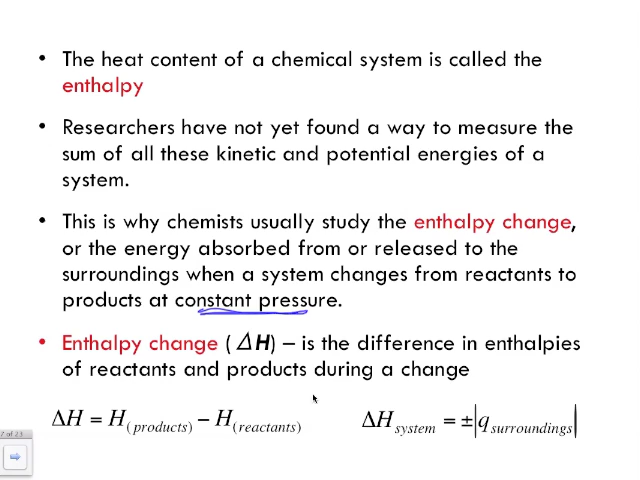 • The heat content of a chemical system is called the
enthalpy
• Researchers have not yet found a way to measure the
sum of all these kinetic and potential energies of a
system.
• This is why chemists usually study the enthalpy change,
or the energy absorbed from or released to the
surroundings when a system changes from reactants to
products at constant pressure.
• Enthalpy change (ΔH) – is the difference in enthalpies
of reactants and products during a change
ΔH = H(products) − H(reactants)
ΔHsystem = ±|qsurroundings|
7 of 23